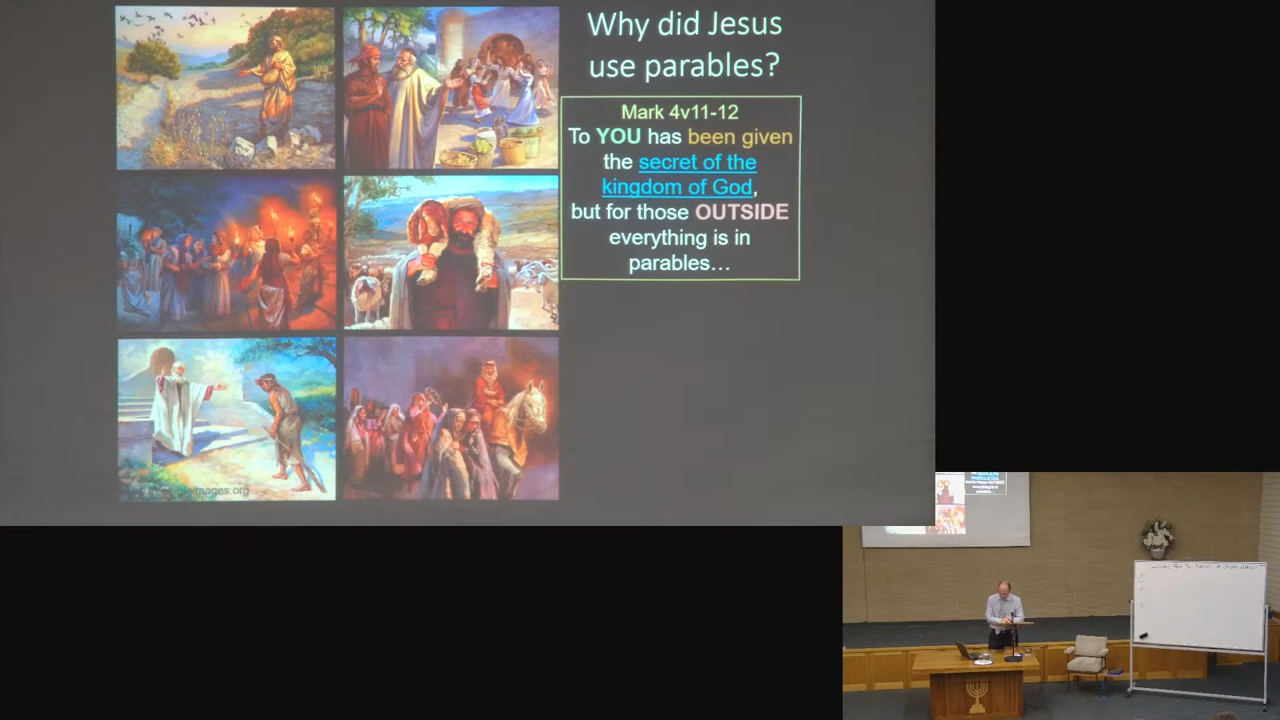 Why did Jesus
use parables?
Mark 4v11-12
To YOU has been given
the secret of the
kingdom of God,
but for those OUTSIDE
everything is in
parables…